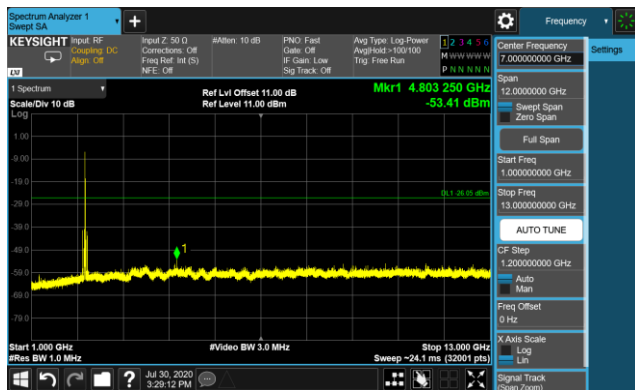 Spectrum Analyzer 1
Swept SA
Frequency
KEYSIGHT
Input: RF
Coupling: DC
Align: Off
Input Z: 50 Ω
Corrections: Off
Freq Ref: Int (S)
NFE: Off
#Atten: 10 dB
PNO: Fast
Gate: Off
IF Gain: Low
Sig Track: Off
Avg Type: Log-Power
Avg|Hold:>100/100
Trig: Free Run
1 2 3 4 5 6
M W W W W W
P N N N N N
LXI
1 Spectrum
Scale/Div 10 dB
Log
Ref Lvl Offset 11.00 dB
Ref Level 11.00 dBm
Mkr1 4.803 250 GHz
-53.41 dBm
1.00
-9.00
-19.0
-29.0
-39.0
-49.0
-59.0
-69.0
-79.0
DL1 -26.05 dBm
1
Start 1.000 GHz
#Res BW 1.0 MHz
#Video BW 3.0 MHz
Stop 13.000 GHz
Sweep ~24.1 ms (32001 pts)
Jul 30, 2020
3:29:12 PM
Center Frequency
7.000000000 GHz
Settings
Span
12.0000000 GHz
Swept Span
Zero Span
Full Span
Start Freq
1.000000000 GHz
Stop Freq
13.000000000 GHz
AUTO TUNE
CF Step
1.200000000 GHz
Auto
Man
Freq Offset
0 Hz
X Axis Scale
Log
Lin
Signal Track
(Span Zoom)